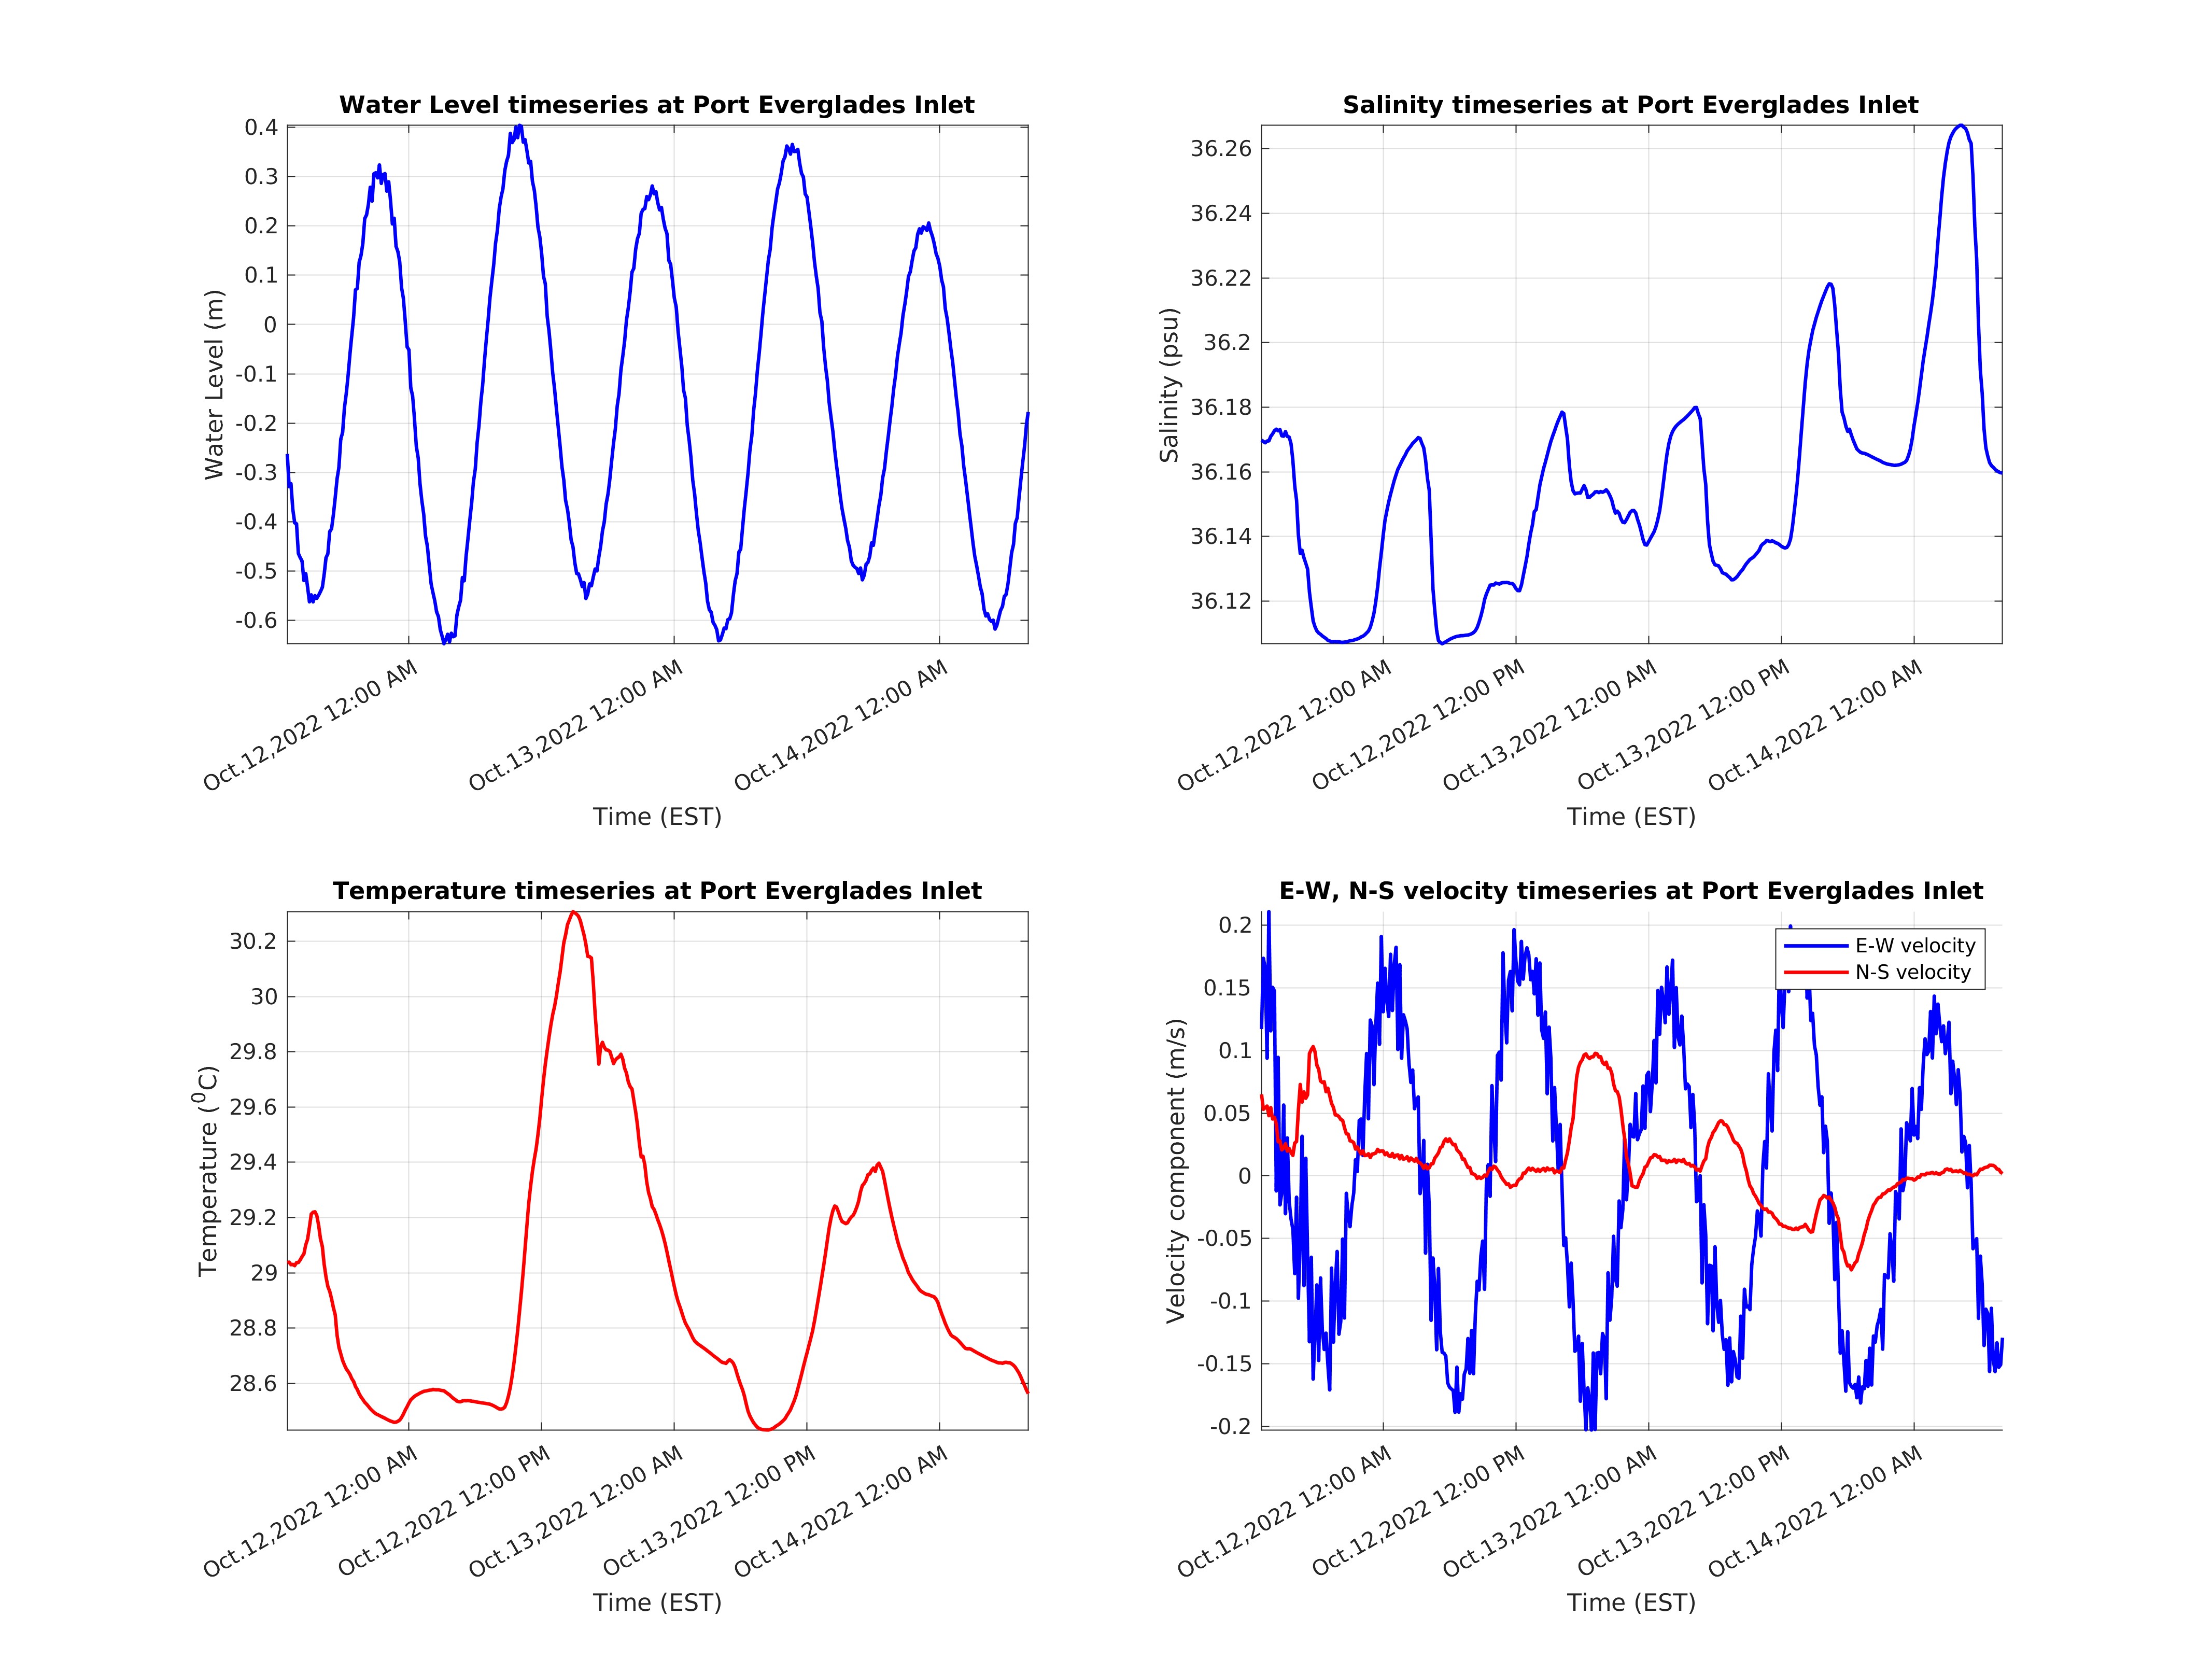 Water Level timeseries at Port Everglades Inlet
0.4
0.3
0.2
0.1
0
-0.1
-0.2
-0.3
-0.4
-0.5
-0.6
Water Level (m)
Oct.12,2022 12:00 AM
Oct.13,2022 12:00 AM
Oct.14,2022 12:00 AM
Time (EST)
Salinity timeseries at Port Everglades Inlet
36.26
36.24
36.22
36.2
36.18
36.16
36.14
36.12
Salinity (psu)
Oct.12,2022 12:00 AM
Oct.12,2022 12:00 PM
Oct.13,2022 12:00 AM
Oct.13,2022 12:00 PM
Oct.14,2022 12:00 AM
Time (EST)
Temperature timeseries at Port Everglades Inlet
30.2
30
29.8
29.6
29.4
29.2
29
28.8
28.6
Temperature (⁰C)
Oct.12,2022 12:00 AM
Oct.12,2022 12:00 PM
Oct.13,2022 12:00 AM
Oct.13,2022 12:00 PM
Oct.14,2022 12:00 AM
Time (EST)
E-W, N-S velocity timeseries at Port Everglades Inlet
0.2
0.15
0.1
0.05
0
-0.05
-0.1
-0.15
-0.2
Velocity component (m/s)
E-W velocity
N-S velocity
Oct.12,2022 12:00 AM
Oct.12,2022 12:00 PM
Oct.13,2022 12:00 AM
Oct.13,2022 12:00 PM
Oct.14,2022 12:00 AM
Time (EST)